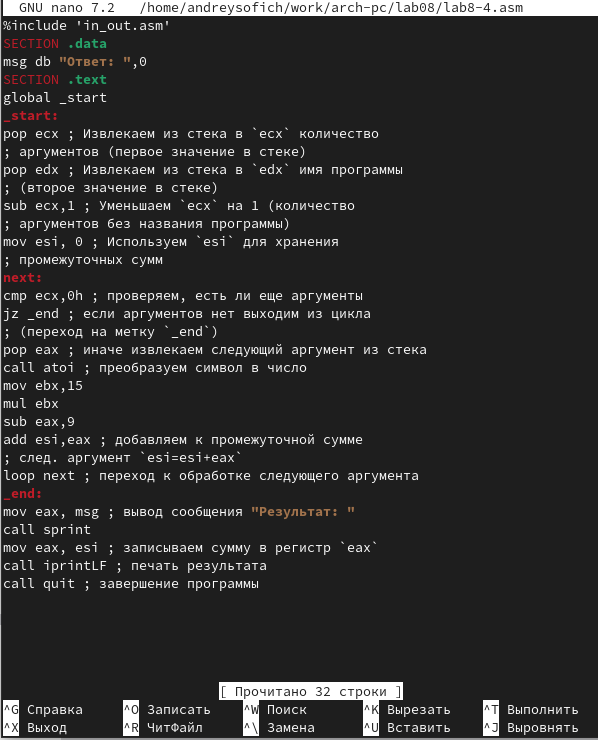 GNU nano 7.2   /home/andreysofich/work/arch-pc/lab08/lab8-4.asm
%include 'in_out.asm'
SECTION .data
msg db "Ответ: ",0
SECTION .text
global _start
_start:
pop ecx ; Извлекаем из стека в `ecx` количество
; аргументов (первое значение в стеке)
pop edx ; Извлекаем из стека в `edx` имя программы
; (второе значение в стеке)
sub ecx,1 ; Уменьшаем `ecx` на 1 (количество
; аргументов без названия программы)
mov esi, 0 ; Используем `esi` для хранения
; промежуточных сумм
next:
cmp ecx,0h ; проверяем, есть ли еще аргументы
jz _end ; если аргументов нет выходим из цикла
; (переход на метку `_end`)
pop eax ; иначе извлекаем следующий аргумент из стека
call atoi ; преобразуем символ в число
mov ebx,15
mul ebx
sub eax,9
add esi,eax ; добавляем к промежуточной сумме
; след. аргумент `esi=esi+eax`
loop next ; переход к обработке следующего аргумента
_end:
mov eax, msg ; вывод сообщения "Результат: "
call sprint
mov eax, esi ; записываем сумму в регистр `eax`
call iprintLF ; печать результата
call quit ; завершение программы
[ Прочитано 32 строки ]
^G Справка ^O Записать ^W Поиск ^K Вырезать ^T Выполнить
^X Выход ^R ЧитФайл ^\ Замена ^U Вставить ^J Выровнять